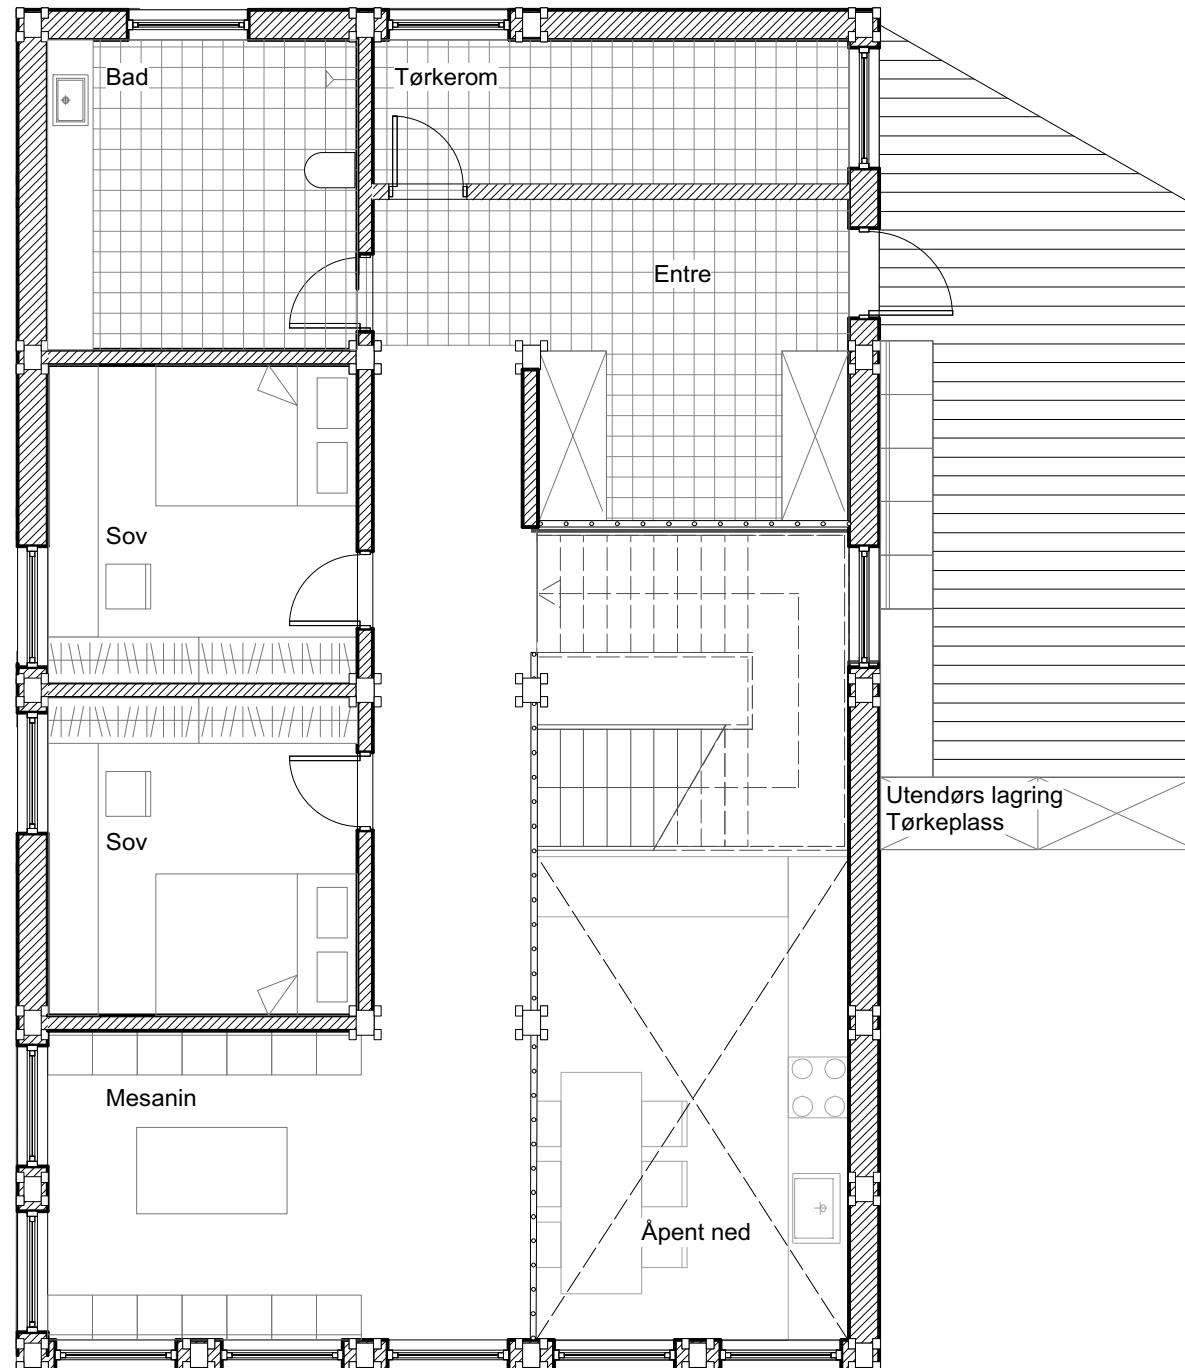 Bad
Tørkerom
Entre
Sov
Utendørs lagring
Tørkeplass
Sov
Mesanin
Åpent ned